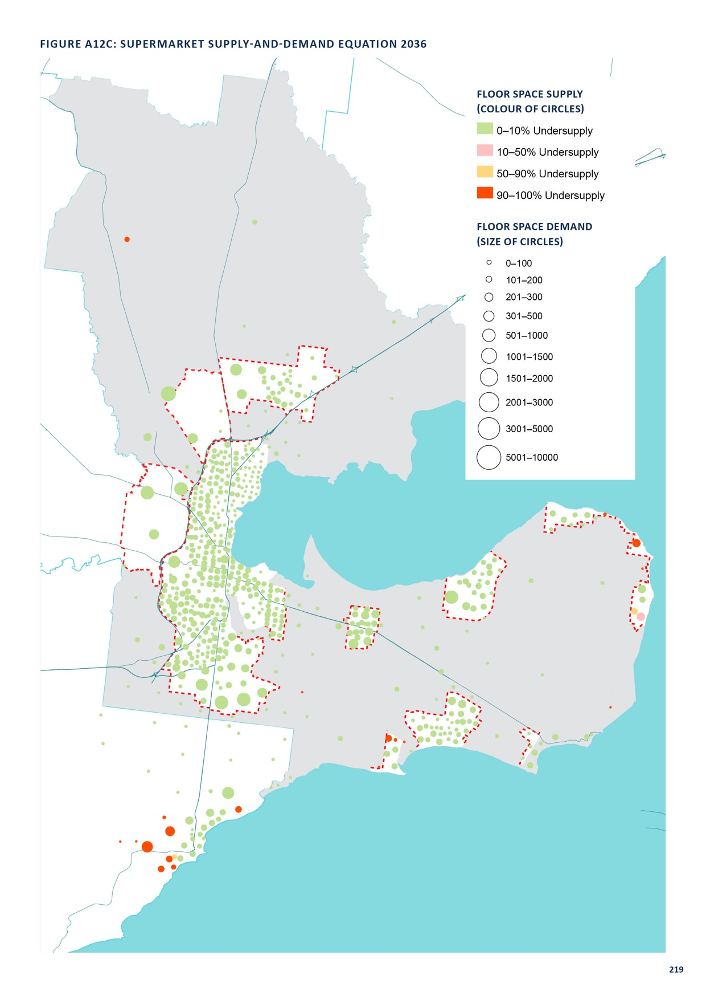 FIGURE A12C: SUPERMARKET SUPPLY-AND-DEMAND EQUATION 2036
FLOOR SPACE SUPPLY
(COLOUR OF CIRCLES)
0–10% Undersupply
10–50% Undersupply
50–90% Undersupply
90–100% Undersupply
FLOOR SPACE DEMAND
(SIZE OF CIRCLES)
0–100
101–200
201–300
301–500
501–1000
1001–1500
1501–2000
2001–3000
3001–5000
5001–10000
219